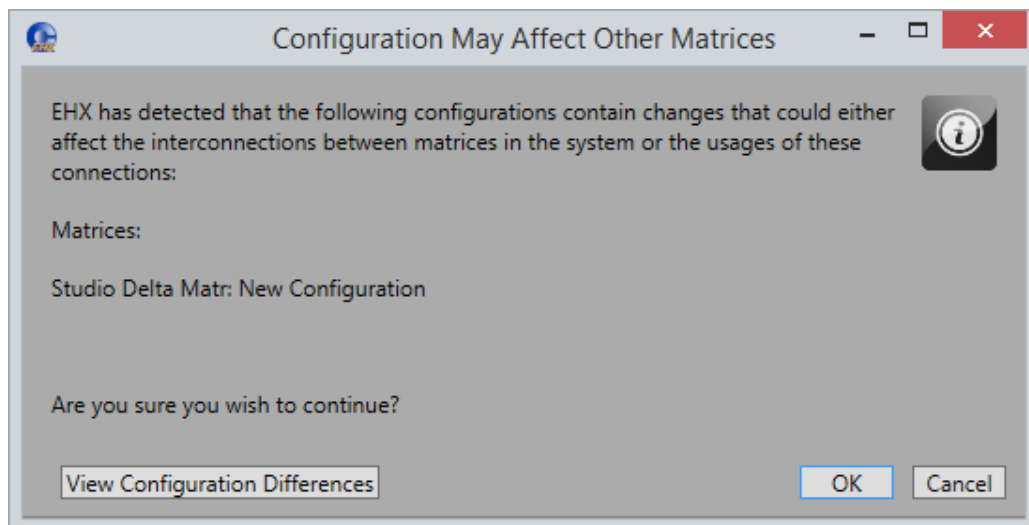 Configuration May Affect Other Matrices
EHX has detected that the following configurations contain changes that could either
affect the interconnections between matrices in the system or the usages of these
connections:
Matrices:
Studio Delta Matr: New Configuration
Are you sure you wish to continue?
View Configuration Differences
OK
Cancel